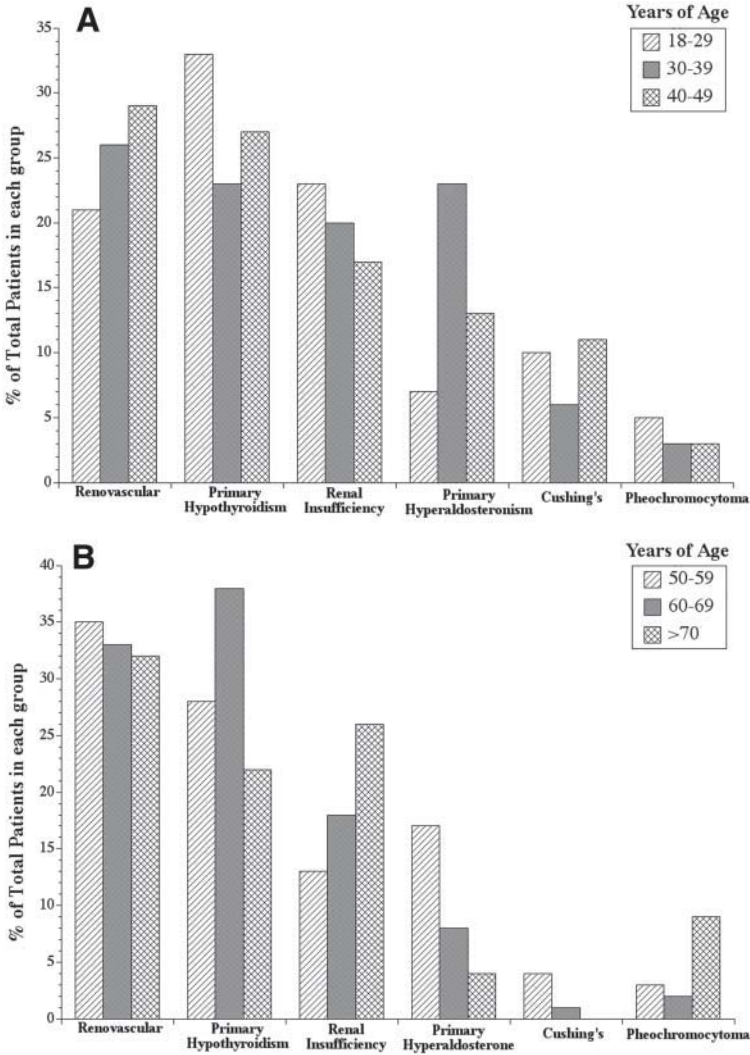 A
Years of Age
18-29
30-39
40-49
% of Total Patients in each group
35
30
25
20
15
10
5
0
Renovascular
Primary
Hypothyroidism
Renal
Insufficiency
Primary
Hyperaldosteronism
Cushing's
Pheochromocytoma
B
Years of Age
50-59
60-69
>70
% of Total Patients in each group
40
35
30
25
20
15
10
5
0
Renovascular
Primary
Hypothyroidism
Renal
Insufficiency
Primary
Hyperaldosterone
Cushing's
Pheochromocytoma